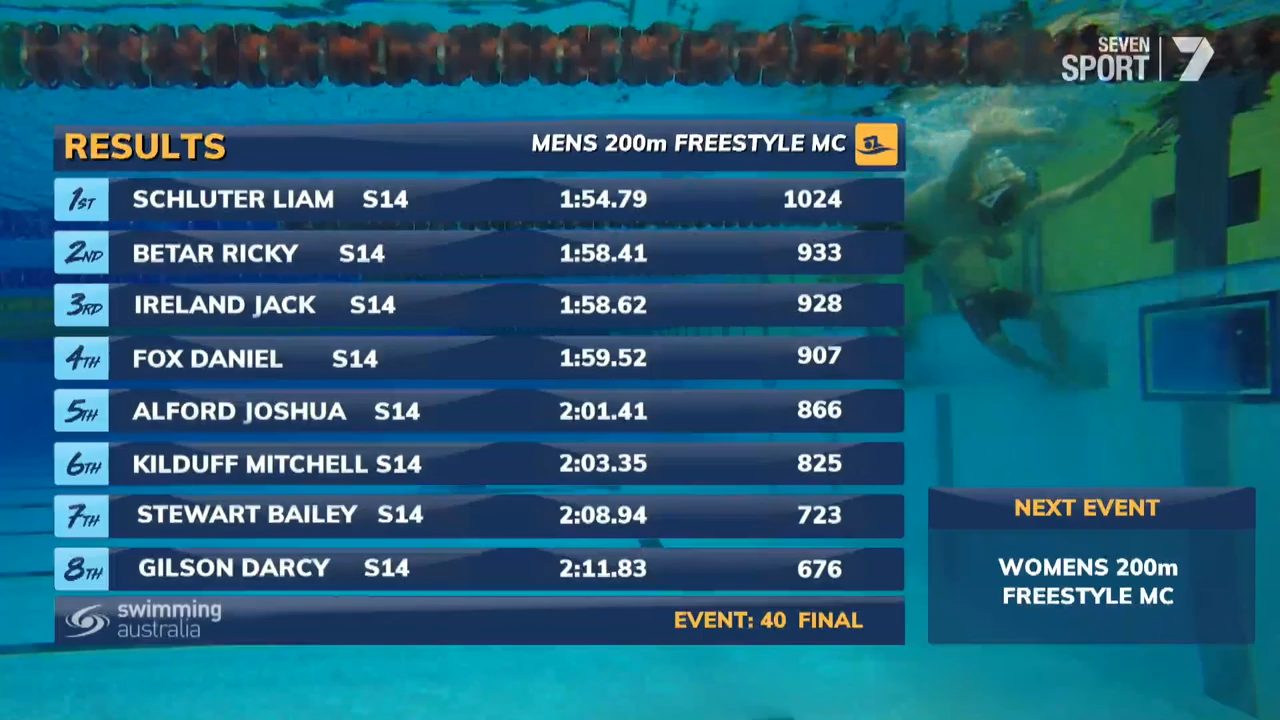 SEVEN
SPORT 7
RESULTS MENS 200m FREESTYLE MC
1ST SCHLUTER LIAM S14 1:54.79 1024
2ND BETAR RICKY S14 1:58.41 933
3RD IRELAND JACK S14 1:58.62 928
4TH FOX DANIEL S14 1:59.52 907
5TH ALFORD JOSHUA S14 2:01.41 866
6TH KILDUFF MITCHELL S14 2:03.35 825
7TH STEWART BAILEY S14 2:08.94 723
8TH GILSON DARCY S14 2:11.83 676
swimming
australia
EVENT: 40 FINAL
NEXT EVENT
WOMENS 200m
FREESTYLE MC